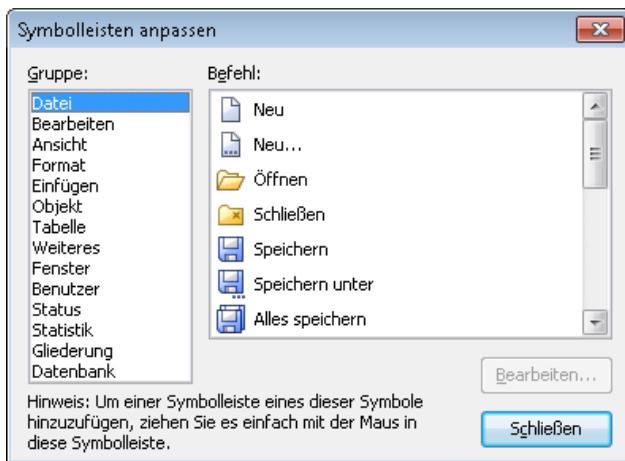 Symbolleisten anpassen
Gruppe:
Datei
Bearbeiten
Ansicht
Format
Einfügen
Objekt
Tabelle
Weiteres
Fenster
Benutzer
Status
Statistik
Gliederung
Datenbank
Befehl:
Neu
Neu...
Öffnen
Schließen
Speichern
Speichern unter
Alles speichern
Bearbeiten...
Hinweis: Um einer Symbolleiste eines dieser Symbole
hinzuzufügen, ziehen Sie es einfach mit der Maus in
diese Symbolleiste.
Schließen